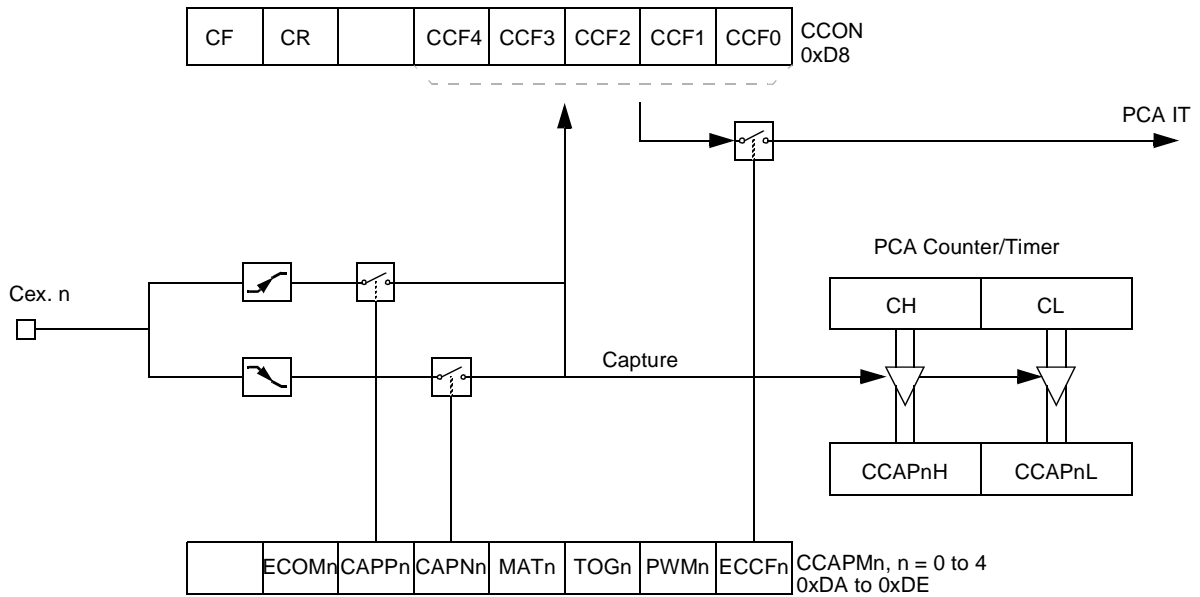 CF CR CCF4 CCF3 CCF2 CCF1 CCF0
CCON
0xD8
PCA IT
PCA Counter/Timer
Cex. n
CH CL
Capture
CCAPnH CCAPnL
ECOMn CAPPn CAPNn MATn TOGn PWMn ECCFn
CCAPMn, n = 0 to 4
0xDA to 0xDE